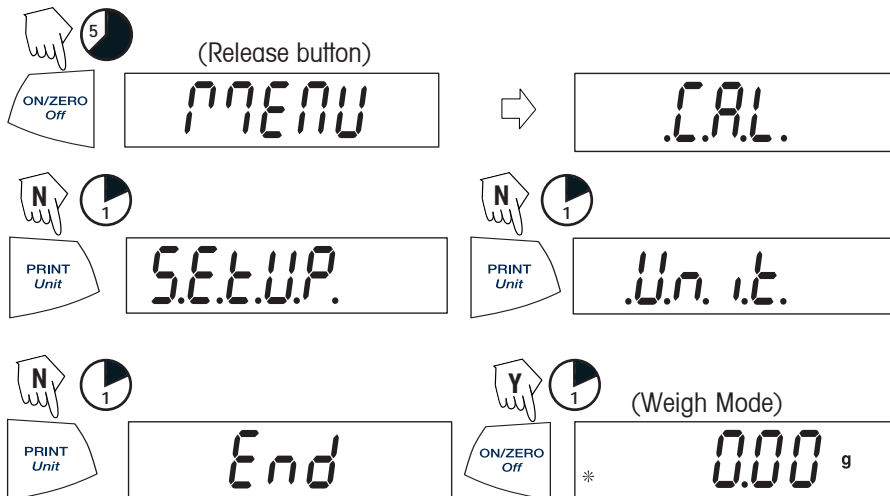 5
(Release button)
ON/ZERO
Off
MENU
.C.A.L.
N
1
PRINT
Unit
S.E.t.U.P.
N
1
PRINT
Unit
.U.n.i.t.
N
1
PRINT
Unit
End
Y
1
(Weigh Mode)
ON/ZERO
Off
* 0.00 g